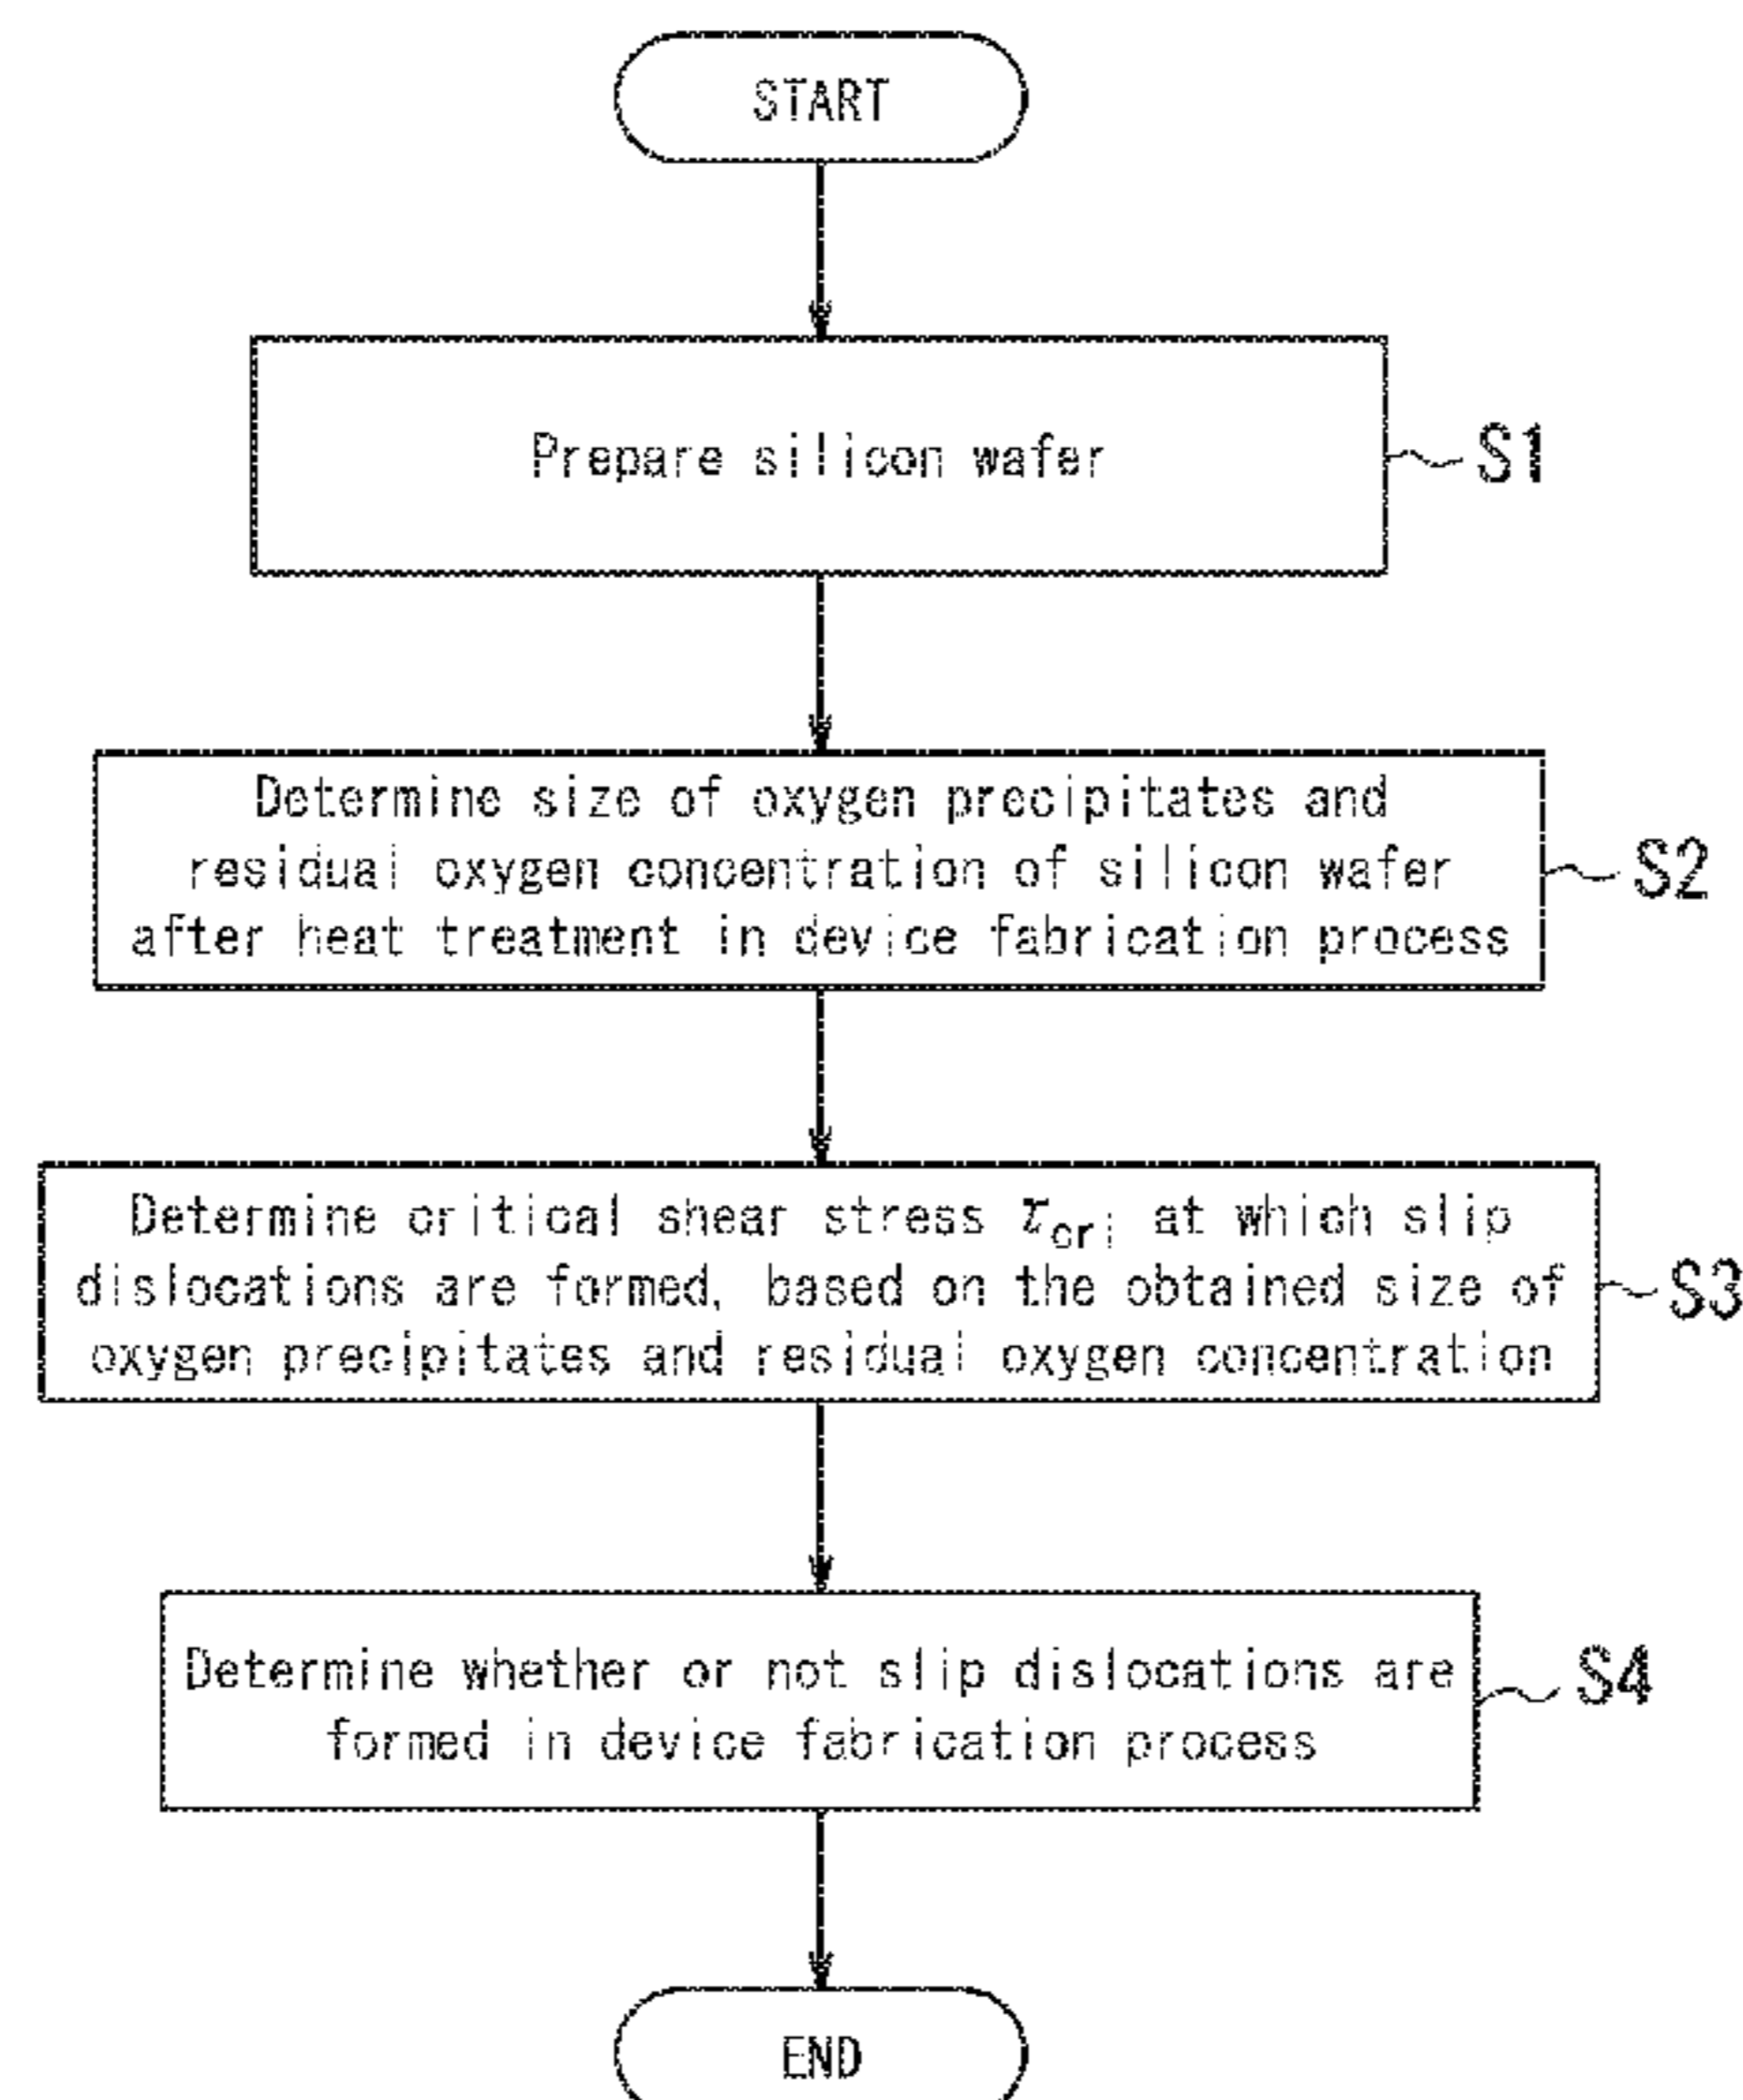 START
Prepare silicon wafer
S1
Determine size of oxygen precipitates and
residual oxygen concentration of silicon wafer
after heat treatment in device fabrication process
S2
Determine critical shear stress τcri at which slip
dislocations are formed, based on the obtained size of
oxygen precipitates and residual oxygen concentration
S3
Determine whether or not slip dislocations are
formed in device fabrication process
S4
END